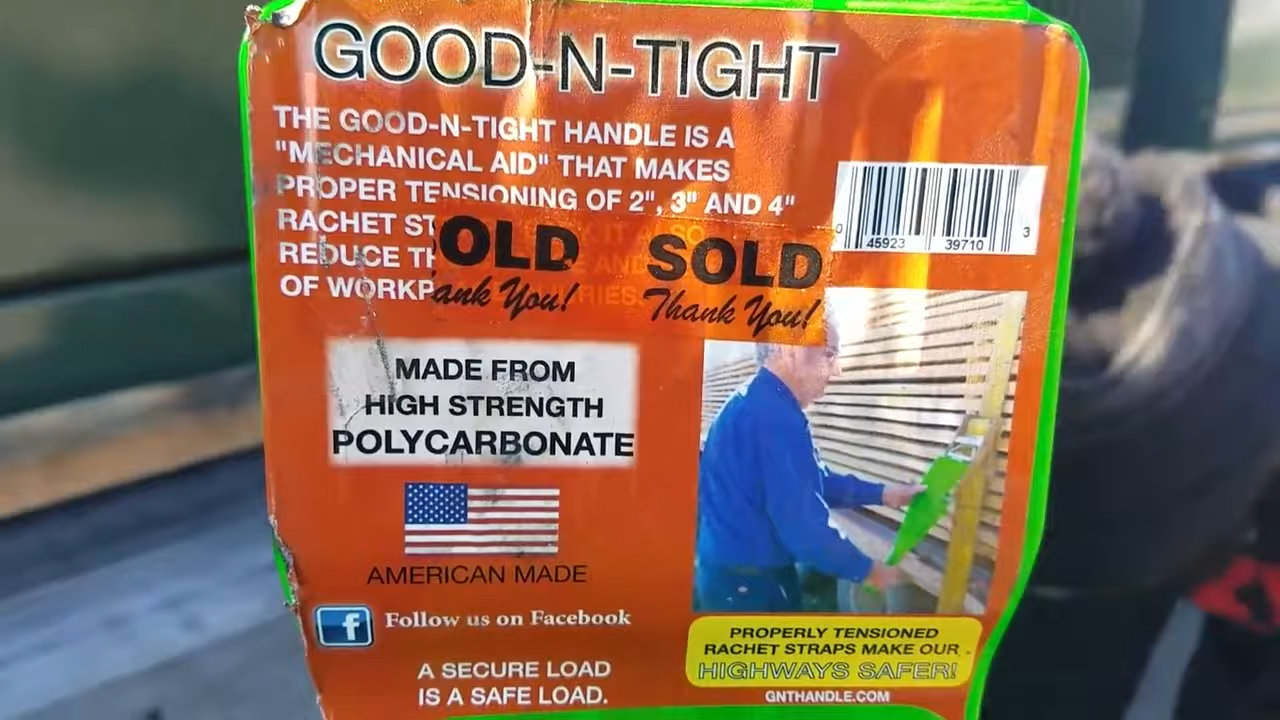 GOOD-N-TIGHT
THE GOOD-N-TIGHT HANDLE IS A
"MECHANICAL AID" THAT MAKES
PROPER TENSIONING OF 2", 3" AND 4"
RACHET ST IT ALSO
REDUCE TH AND
OF WORKP
OLD
ank You!
SOLD
Thank You!
0 45923 39710 3
MADE FROM
HIGH STRENGTH
POLYCARBONATE
AMERICAN MADE
f Follow us on Facebook
A SECURE LOAD
IS A SAFE LOAD.
PROPERLY TENSIONED
RACHET STRAPS MAKE OUR
HIGHWAYS SAFER!
GNTHANDLE.COM